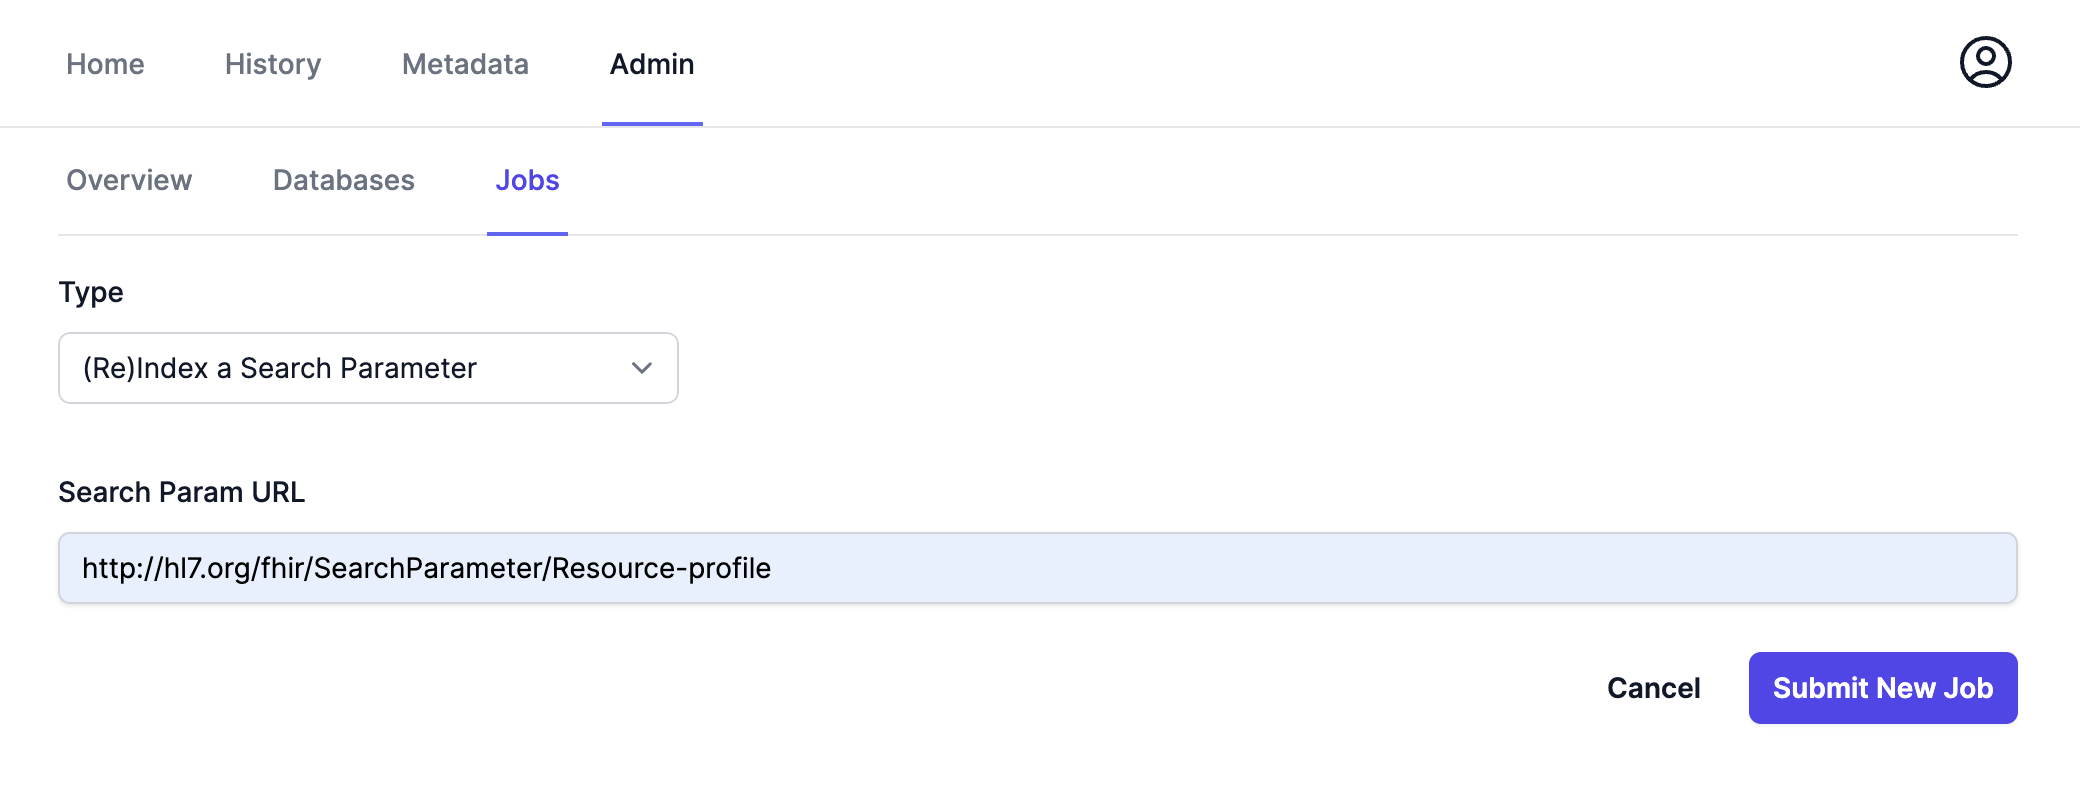 Home History Metadata Admin
Overview Databases Jobs
Type
(Re)Index a Search Parameter
Search Param URL
http://hl7.org/fhir/SearchParameter/Resource-profile
Cancel Submit New Job